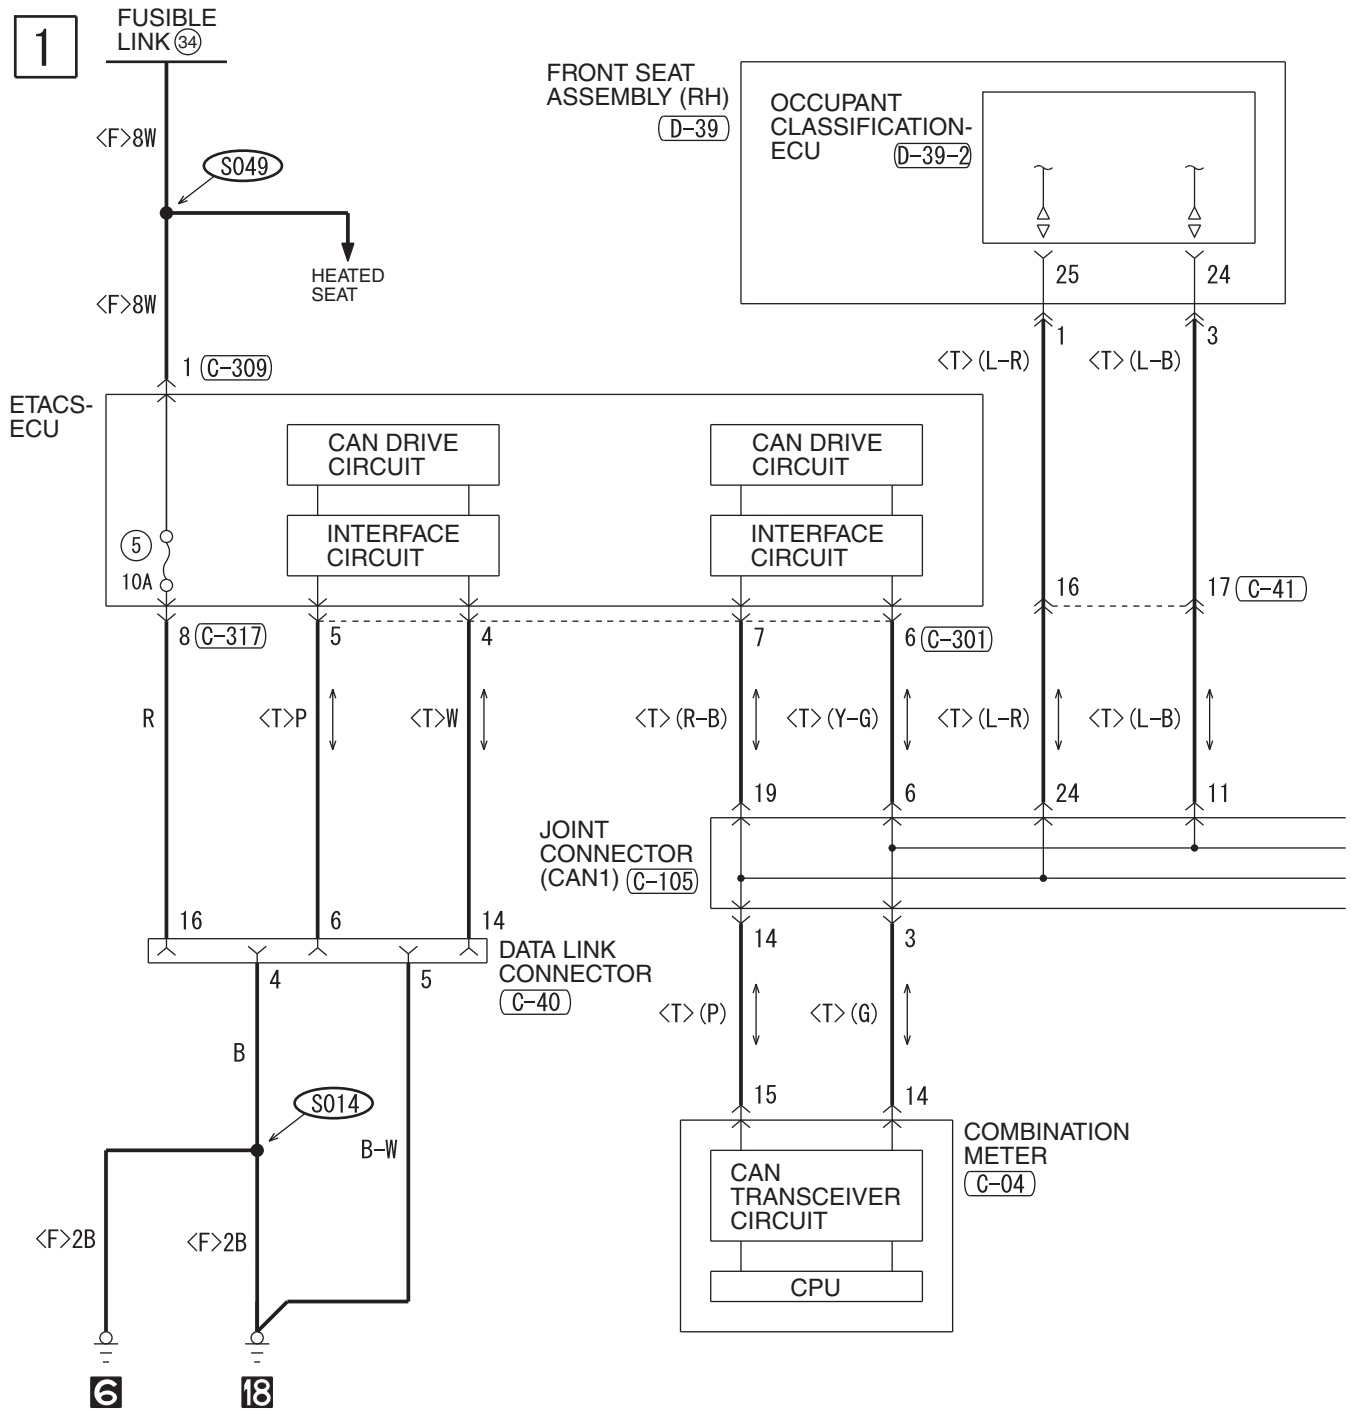 1
FUSIBLE
LINK 34
<F>8W
S049
HEATED
SEAT
<F>8W
1 C-309
FRONT SEAT
ASSEMBLY (RH)
D-39
OCCUPANT
CLASSIFICATION-
ECU
D-39-2
25
24
1
3
<T>(L-R)
<T>(L-B)
ETACS-
ECU
CAN DRIVE
CIRCUIT
CAN DRIVE
CIRCUIT
INTERFACE
CIRCUIT
INTERFACE
CIRCUIT
5
10A
16
17 C-41
8 C-317
5
4
7
6 C-301
R
<T>P
<T>W
<T>(R-B)
<T>(Y-G)
<T>(L-R)
<T>(L-B)
19
6
24
11
JOINT
CONNECTOR
(CAN1) C-105
16
6
14
14
3
DATA LINK
CONNECTOR
C-40
4
5
<T>(P)
<T>(G)
B
S014
B-W
15
14
COMBINATION
METER
C-04
CAN
TRANSCEIVER
CIRCUIT
CPU
<F>2B
<F>2B
6
18